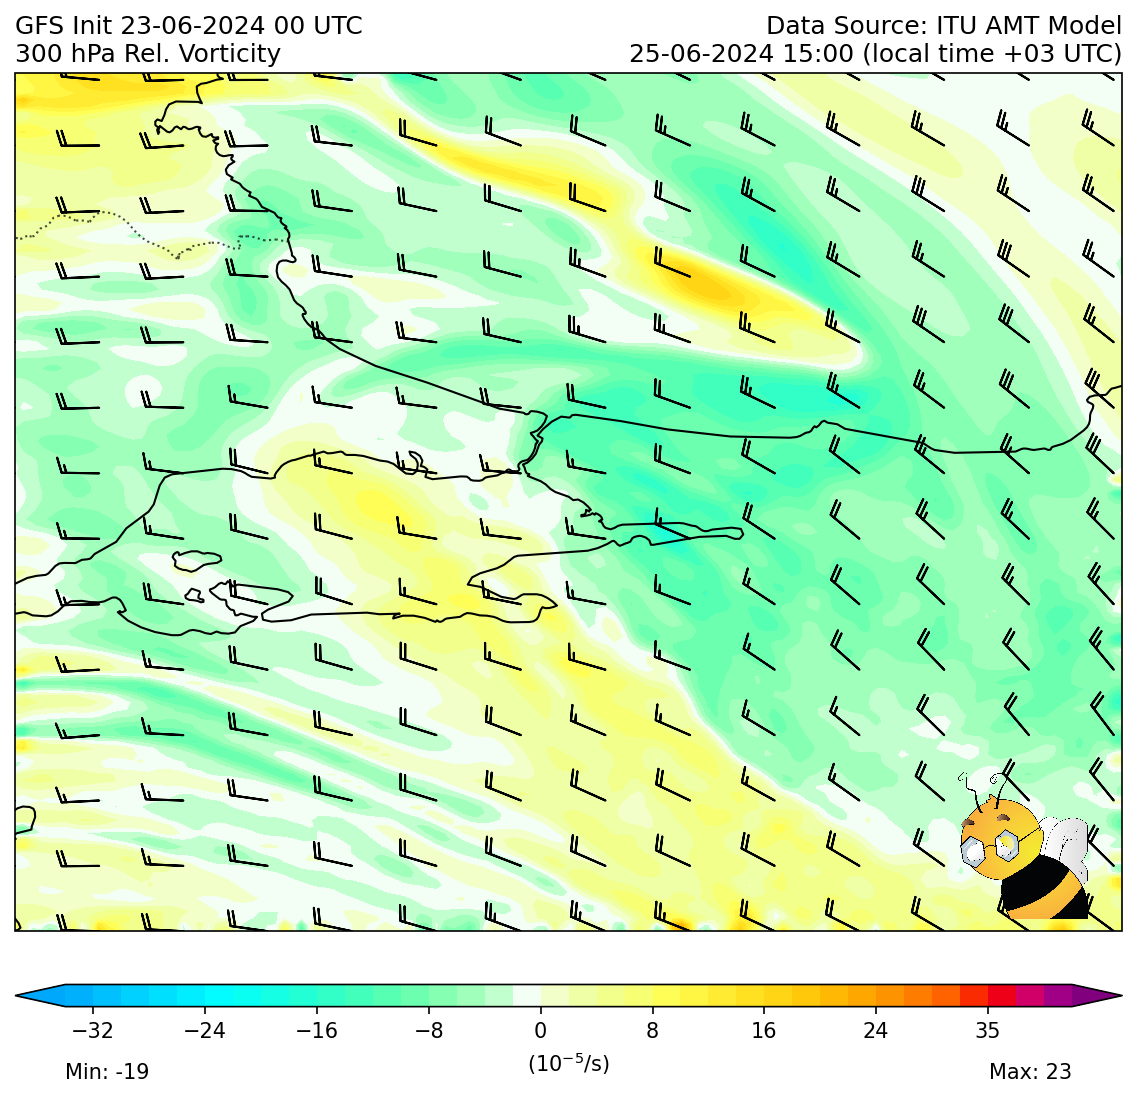 GFS Init 23-06-2024 00 UTC
300 hPa Rel. Vorticity
Data Source: ITU AMT Model
25-06-2024 15:00 (local time +03 UTC)
−32 −24 −16 −8 0 8 16 24 35
(10⁻⁵/s)
Min: -19
Max: 23